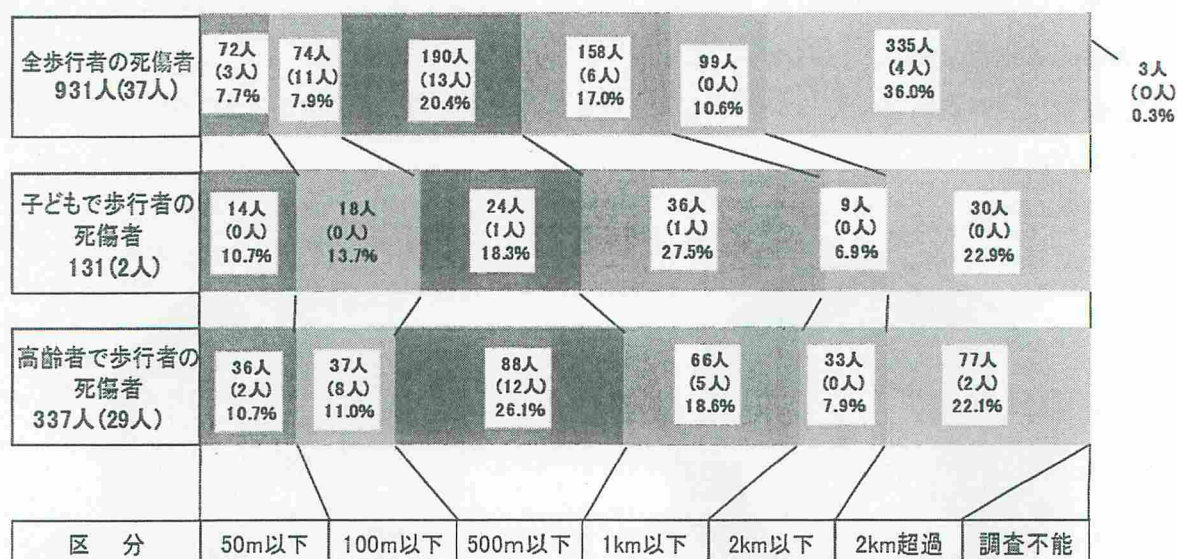 全歩行者の死傷者
931人(37人)
72人
(3人)
7.7%
74人
(11人)
7.9%
190人
(13人)
20.4%
158人
(6人)
17.0%
99人
(0人)
10.6%
335人
(4人)
36.0%
3人
(0人)
0.3%
子どもで歩行者の
死傷者
131(2人)
14人
(0人)
10.7%
18人
(0人)
13.7%
24人
(1人)
18.3%
36人
(1人)
27.5%
9人
(0人)
6.9%
30人
(0人)
22.9%
高齢者で歩行者の
死傷者
337人(29人)
36人
(2人)
10.7%
37人
(8人)
11.0%
88人
(12人)
26.1%
66人
(5人)
18.6%
33人
(0人)
7.9%
77人
(2人)
22.1%
区 分 50m以下 100m以下 500m以下 1km以下 2km以下 2km超過 調査不能